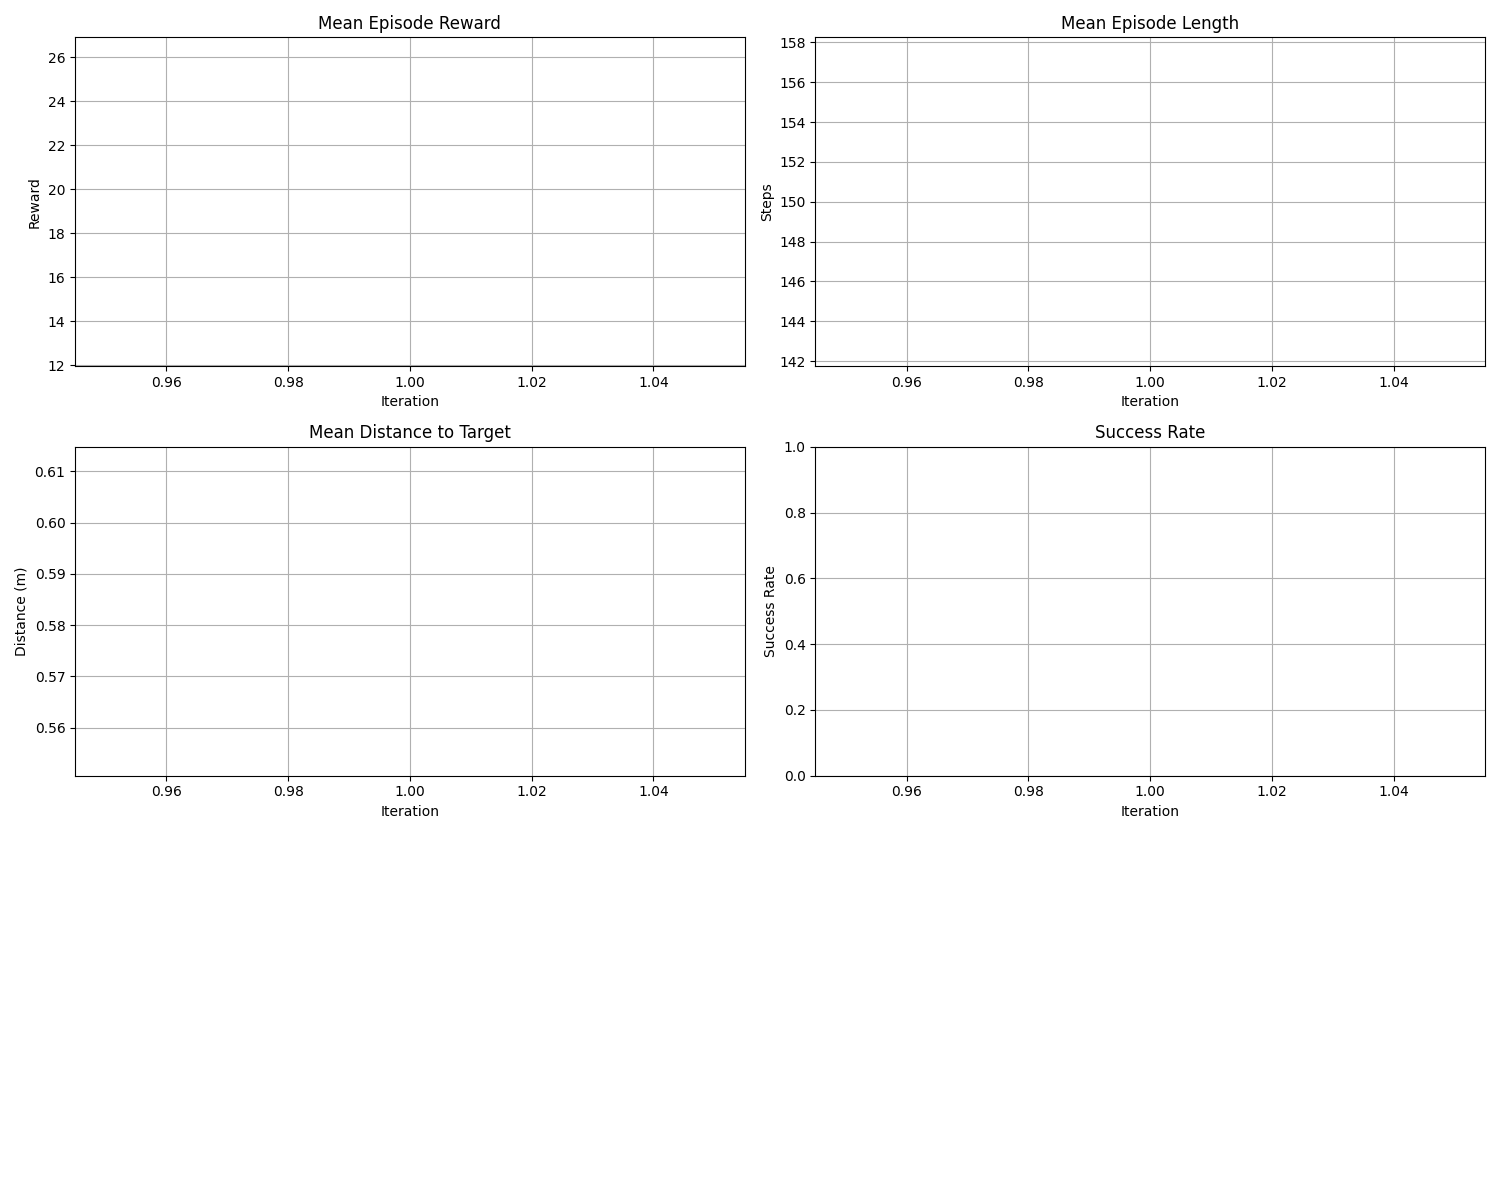 Mean Episode Reward
26
24
22
20
18
16
14
12
Reward
0.96 0.98 1.00 1.02 1.04
Iteration
Mean Episode Length
158
156
154
152
150
148
146
144
142
Steps
0.96 0.98 1.00 1.02 1.04
Iteration
Mean Distance to Target
0.61
0.60
0.59
0.58
0.57
0.56
Distance (m)
0.96 0.98 1.00 1.02 1.04
Iteration
Success Rate
1.0
0.8
0.6
0.4
0.2
0.0
Success Rate
0.96 0.98 1.00 1.02 1.04
Iteration